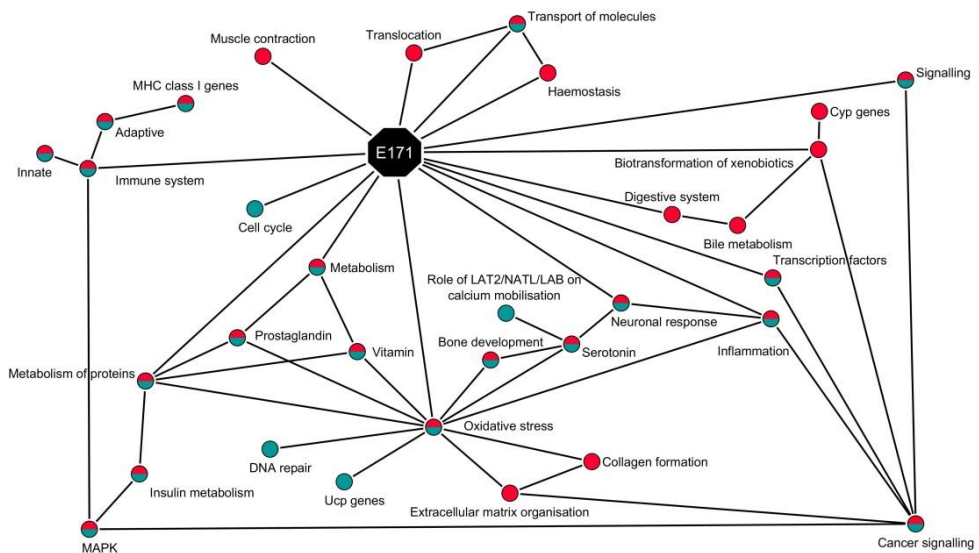 Transport of molecules
Muscle contraction
Translocation
Signalling
MHC class I genes
Haemostasis
Cyp genes
Adaptive
E171
Biotransformation of xenobiotics
Innate
Immune system
Digestive system
Cell cycle
Bile metabolism
Transcription factors
Metabolism
Role of LAT2/NATL/LAB on
calcium mobilisation
Neuronal response
Prostaglandin
Bone development
Vitamin
Serotonin
Inflammation
Metabolism of proteins
Oxidative stress
DNA repair
Collagen formation
Insulin metabolism
Ucp genes
Extracellular matrix organisation
MAPK
Cancer signalling